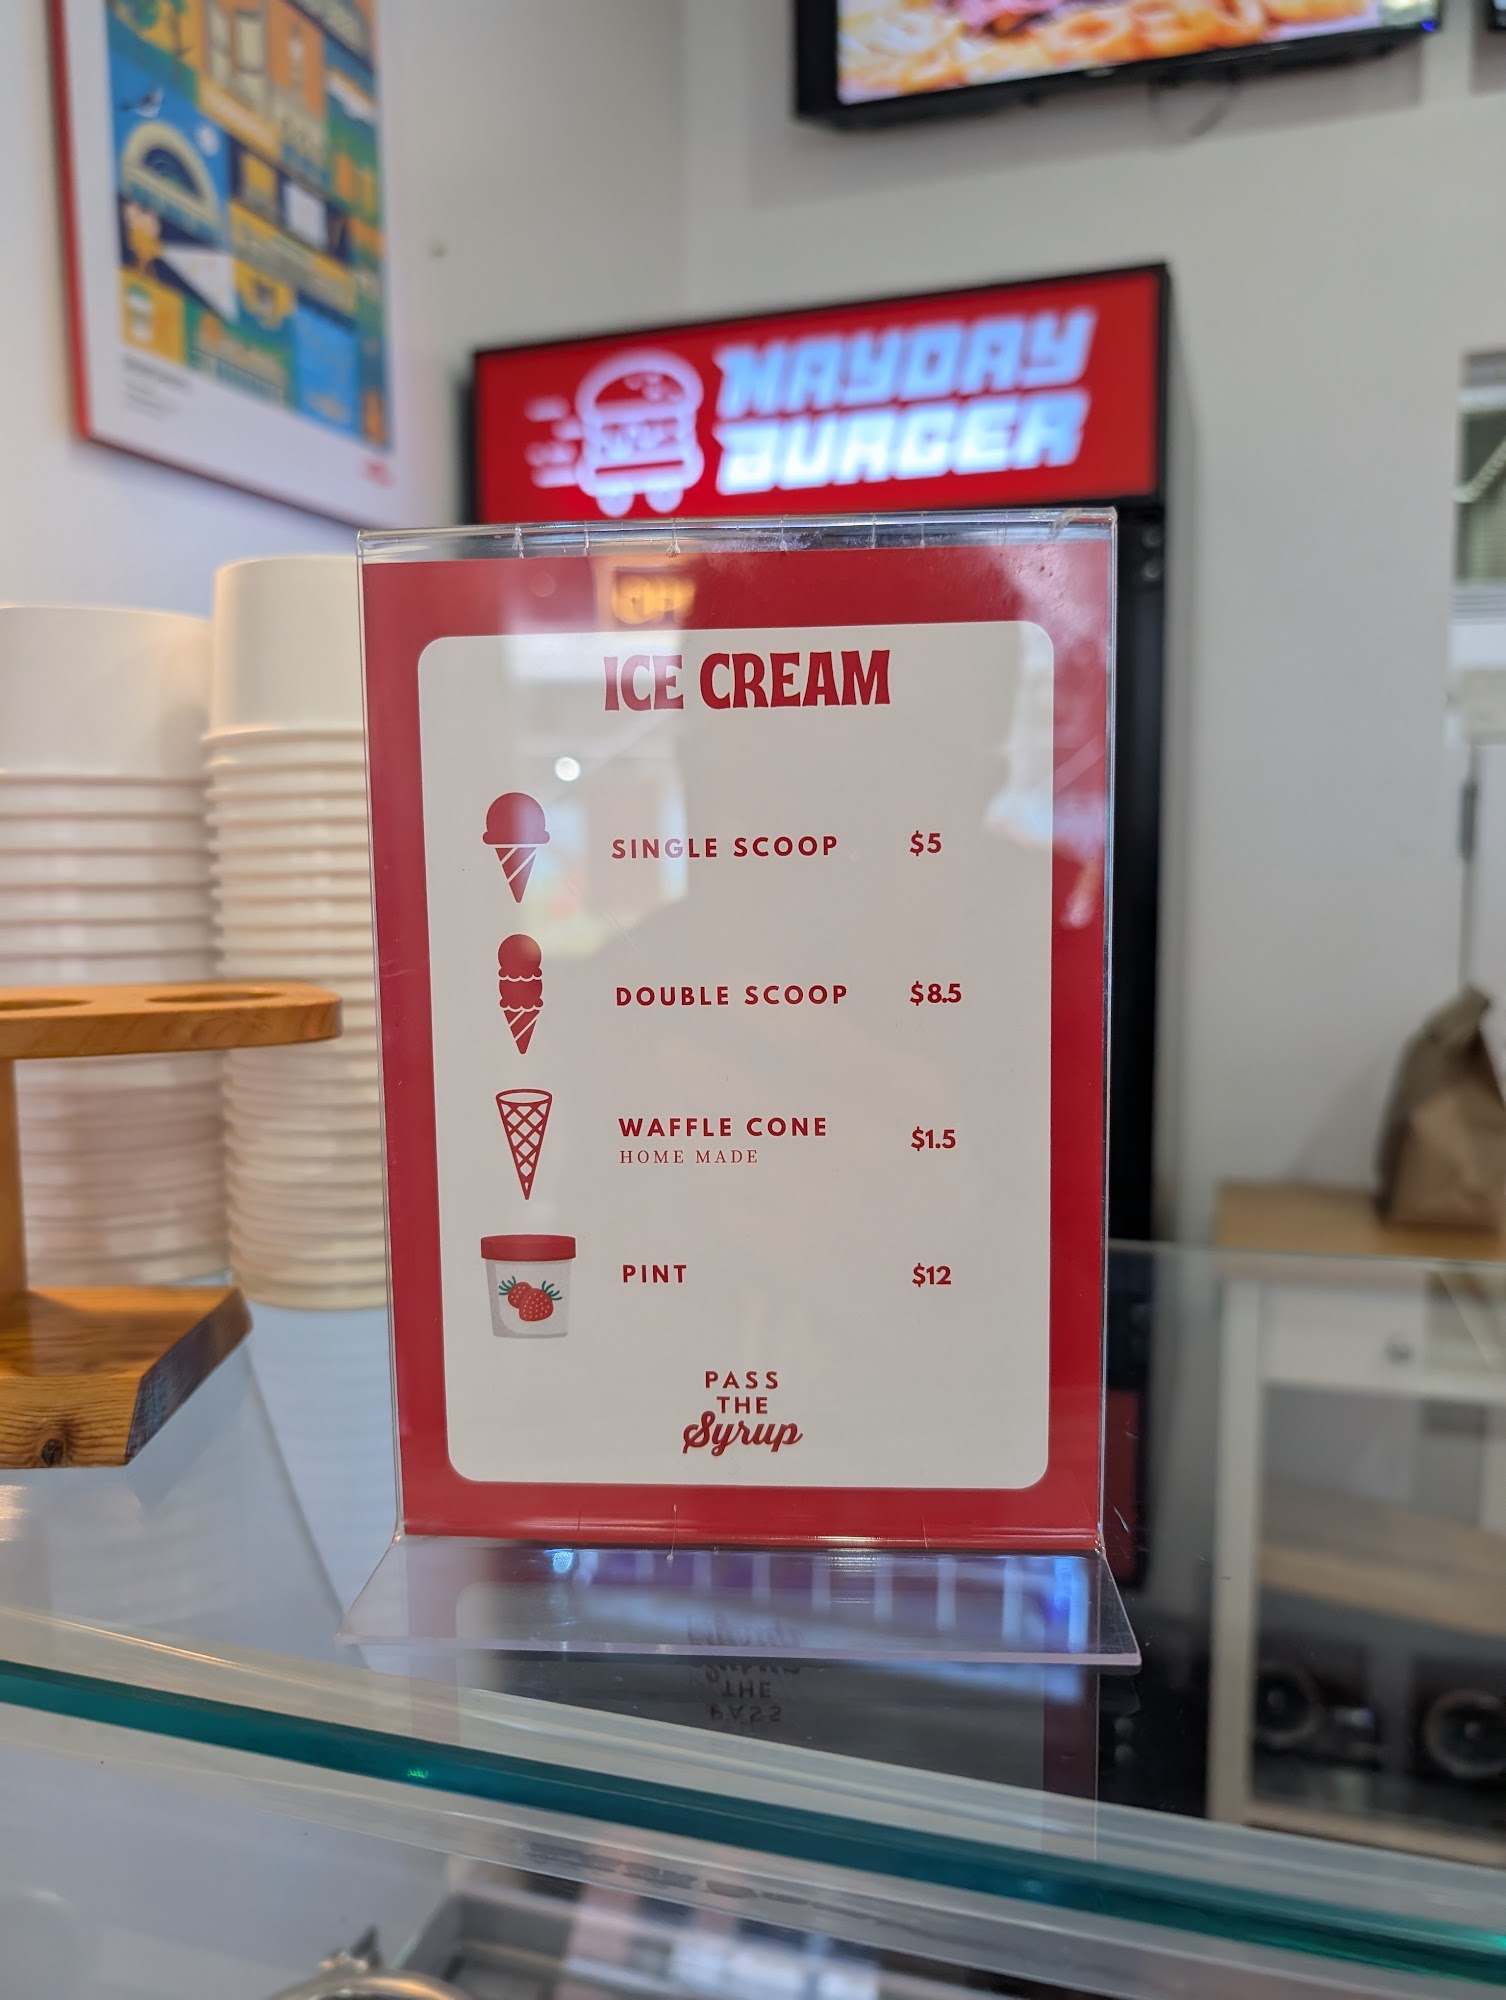 MAYDAY
BURGER
ICE CREAM
SINGLE SCOOP $5
DOUBLE SCOOP $8.5
WAFFLE CONE $1.5
HOME MADE
PINT $12
PASS
THE
Syrup